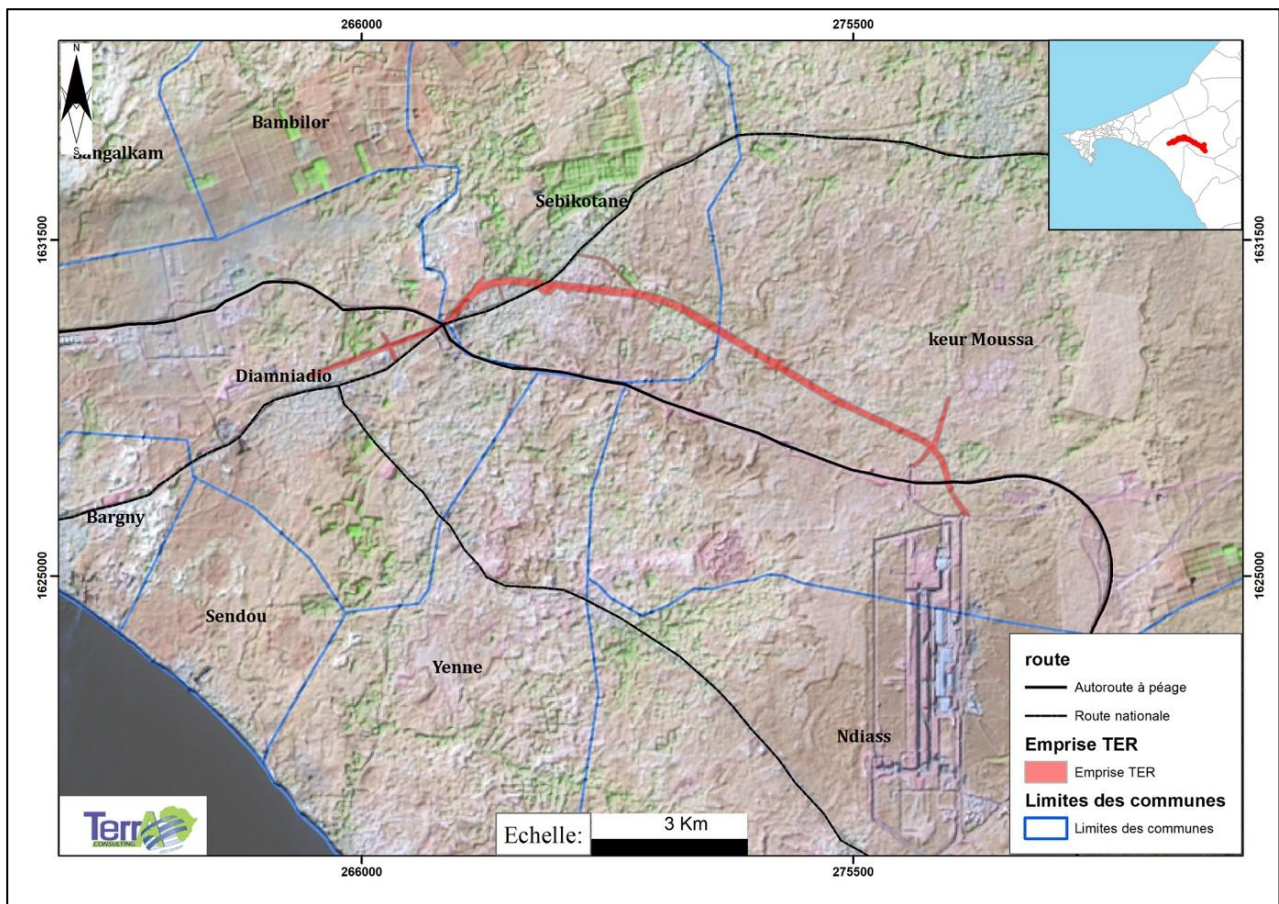 266000
275500
N
S
Bambilor
Sangalkam
Sebikotane
1631500
1631500
keur Moussa
Diamniadio
Bargny
1625000
1625000
Sendou
Yenne
Ndiass
route
Autoroute à péage
Route nationale
Emprise TER
Emprise TER
Limites des communes
Limites des communes
TerrA
CONSULTING
Echelle:
3 Km
266000
275500